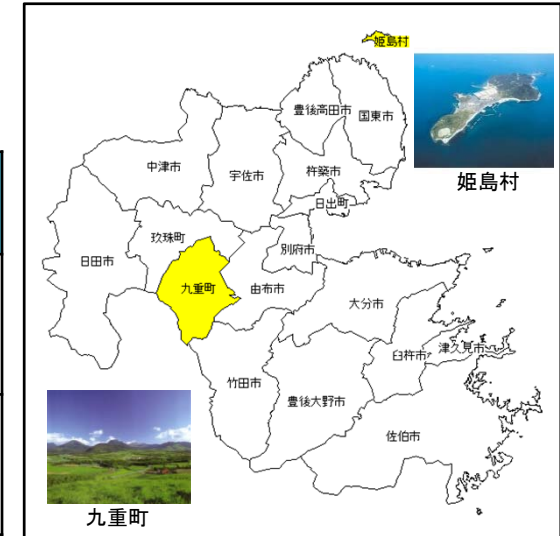 姫島村
豊後高田市
国東市
中津市
宇佐市
杵築市
姫島村
日出町
玖珠町
別府市
日田市
九重町
由布市
大分市
臼杵市
津久見市
竹田市
豊後大野市
佐伯市
九重町